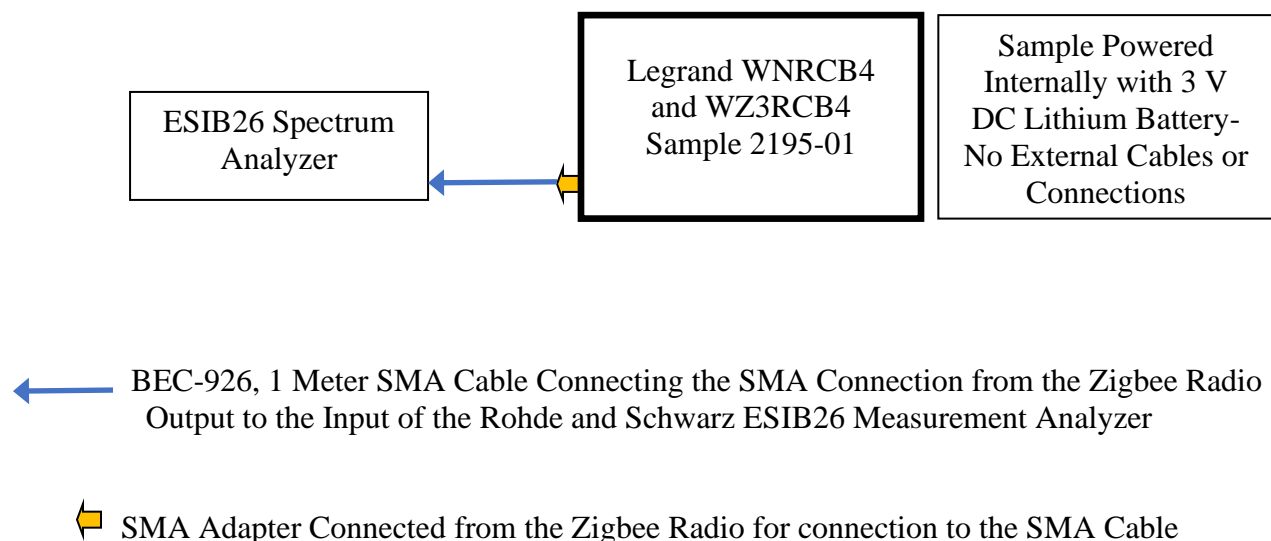 ESIB26 Spectrum
Analyzer
Legrand WNRCB4
and WZ3RCB4
Sample 2195-01
Sample Powered
Internally with 3 V
DC Lithium Battery-
No External Cables or
Connections
BEC-926, 1 Meter SMA Cable Connecting the SMA Connection from the Zigbee Radio
Output to the Input of the Rohde and Schwarz ESIB26 Measurement Analyzer
SMA Adapter Connected from the Zigbee Radio for connection to the SMA Cable